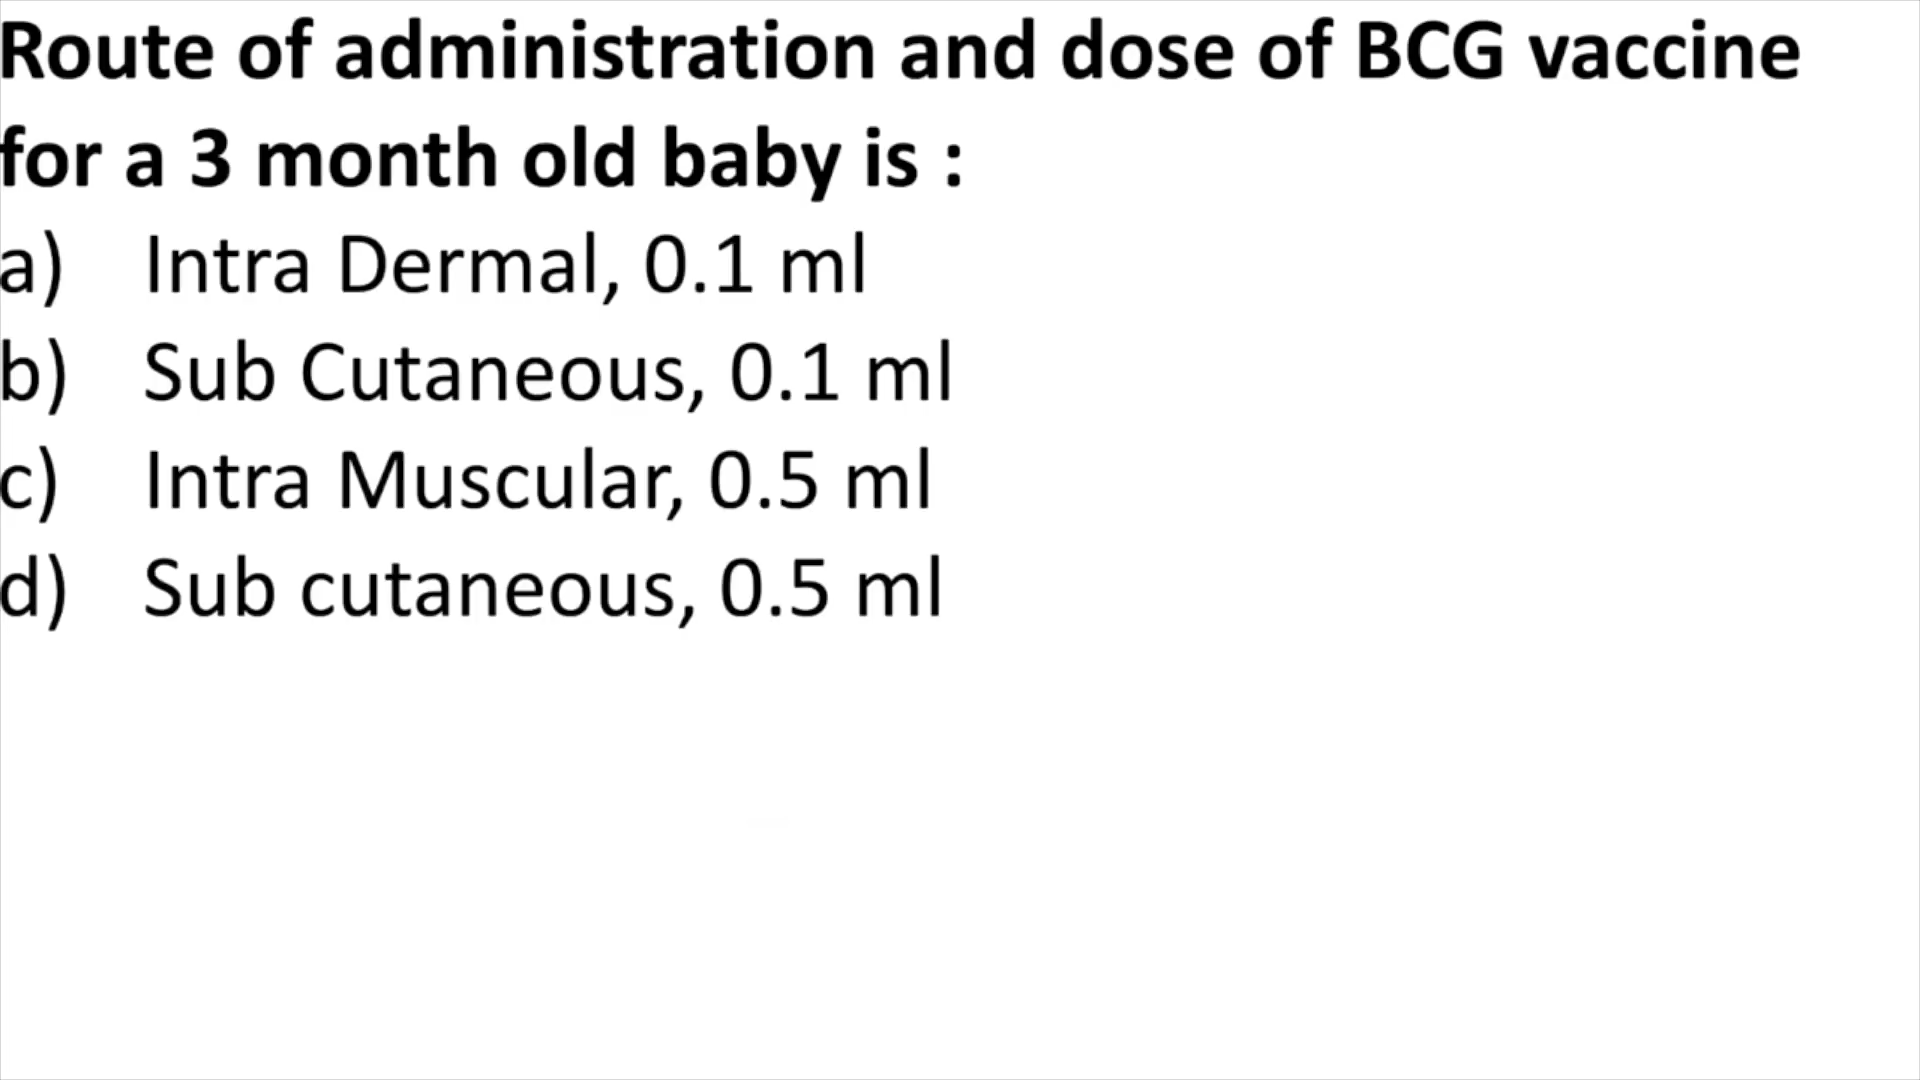 Route of administration and dose of BCG vaccine
for a 3 month old baby is :
a) Intra Dermal, 0.1 ml
b) Sub Cutaneous, 0.1 ml
c) Intra Muscular, 0.5 ml
d) Sub cutaneous, 0.5 ml